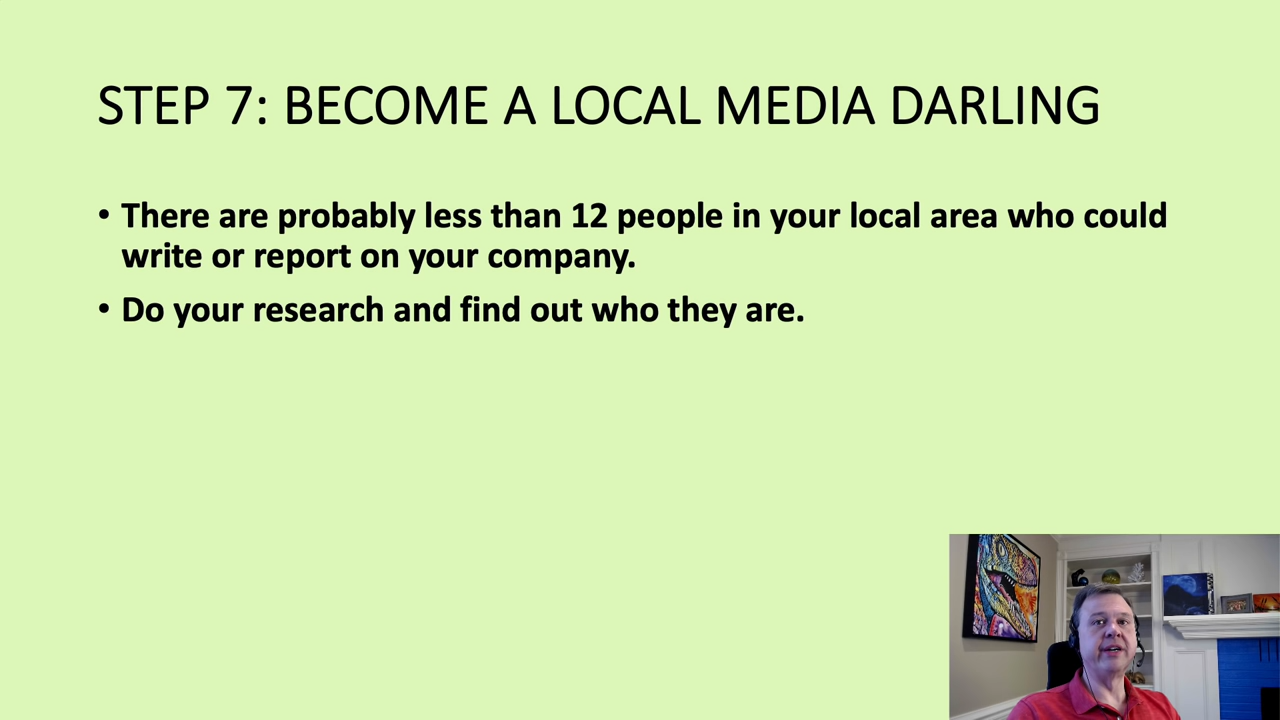 STEP 7: BECOME A LOCAL MEDIA DARLING
• There are probably less than 12 people in your local area who could
write or report on your company.
• Do your research and find out who they are.